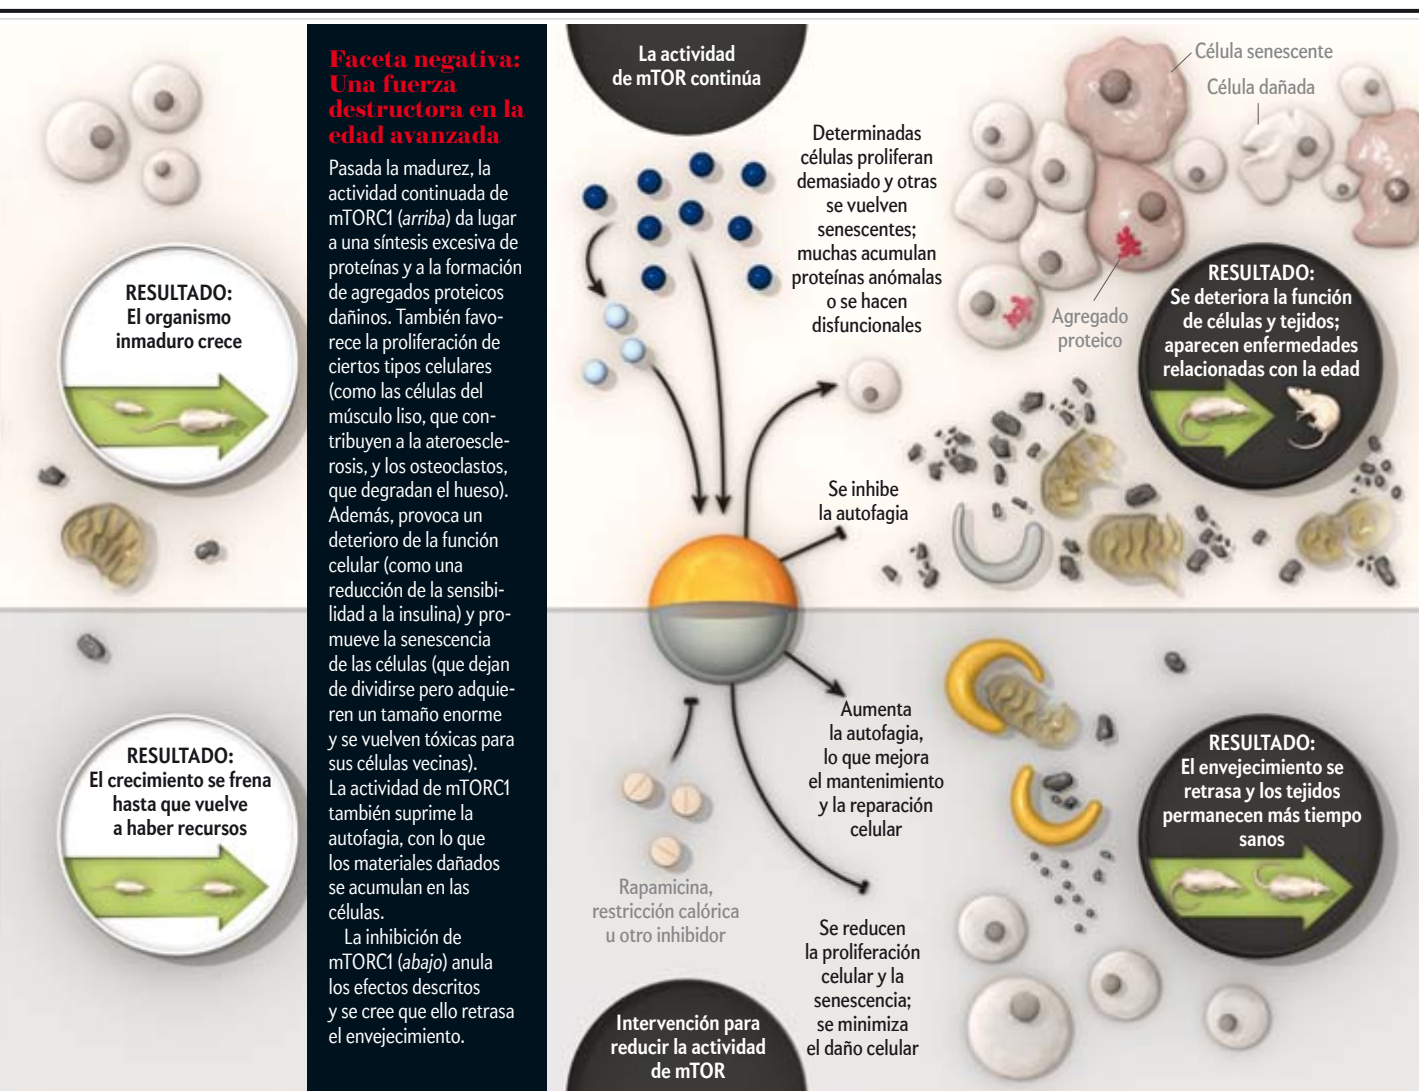 RESULTADO:
El organismo
inmaduro crece
RESULTADO:
El crecimiento se frena
hasta que vuelve
a haber recursos
Faceta negativa:
Una fuerza
destructora en la
edad avanzada
Pasada la madurez, la
actividad continuada de
mTORC1 (arriba) da lugar
a una síntesis excesiva de
proteínas y a la formación
de agregados proteicos
dañinos. También favo-
rece la proliferación de
ciertos tipos celulares
(como las células del
músculo liso, que con-
tribuyen a la ateroescle-
rosis, y los osteoclastos,
que degradan el hueso).
Además, provoca un
deterioro de la función
celular (como una
reducción de la sensibi-
lidad a la insulina) y pro-
mueve la senescencia
de las células (que dejan
de dividirse pero adquie-
ren un tamaño enorme
y se vuelven tóxicas para
sus células vecinas).
La actividad de mTORC1
también suprime la
autofagia, con lo que
los materiales dañados
se acumulan en las
células.
La inhibición de
mTORC1 (abajo) anula
los efectos descritos
y se cree que ello retrasa
el envejecimiento.
La actividad
de mTOR continúa
Determinadas
células proliferan
demasiado y otras
se vuelven
senescentes;
muchas acumulan
proteínas anómalas
o se hacen
disfuncionales
Célula senescente
Célula dañada
Agregado
proteico
RESULTADO:
Se deteriora la función
de células y tejidos;
aparecen enfermedades
relacionadas con la edad
Se inhibe
la autofagia
Aumenta
la autofagia,
lo que mejora
el mantenimiento
y la reparación
celular
Rapamicina,
restricción calórica
u otro inhibidor
Se reducen
la proliferación
celular y la
senescencia;
se minimiza
el daño celular
RESULTADO:
El envejecimiento se
retrasa y los tejidos
permanecen más tiempo
sanos
Intervención para
reducir la actividad
de mTOR